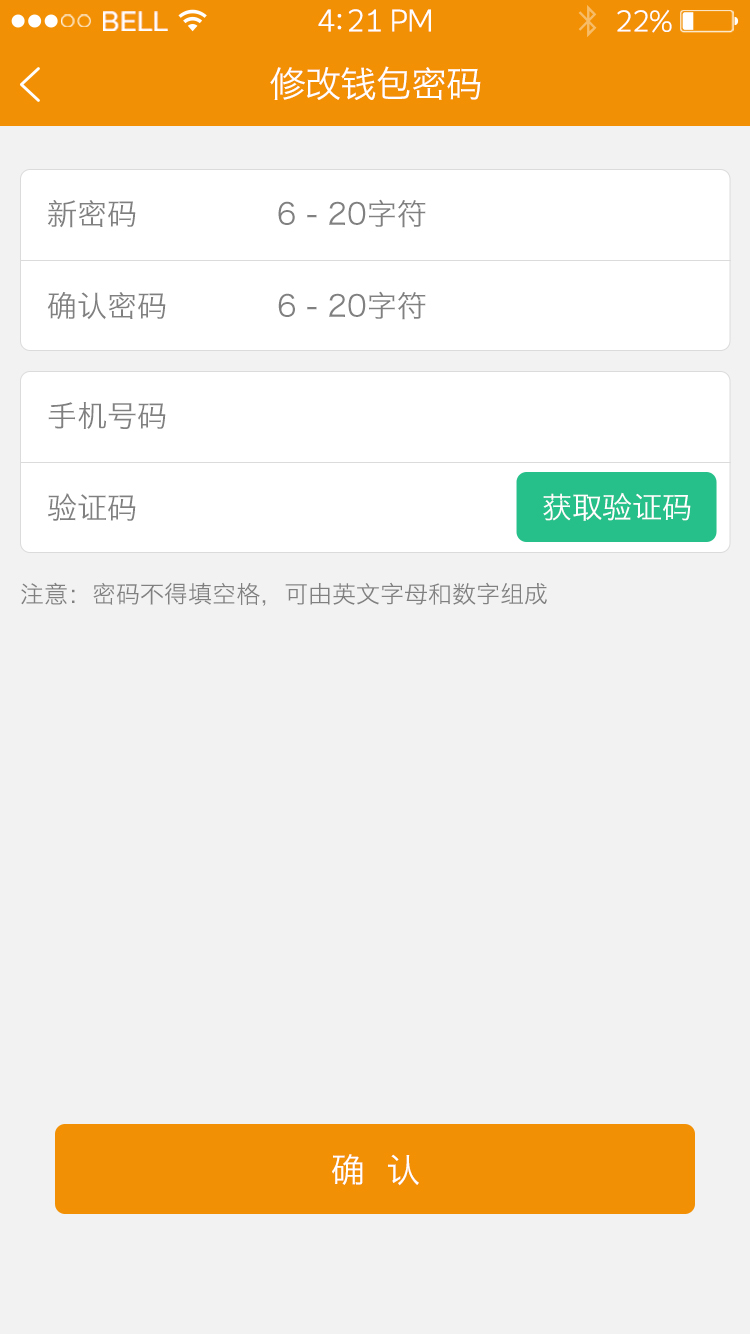 BELL 4:21 PM 22%
修改钱包密码
新密码 6 - 20字符
确认密码 6 - 20字符
手机号码
验证码 获取验证码
注意：密码不得填空格，可由英文字母和数字组成
确 认